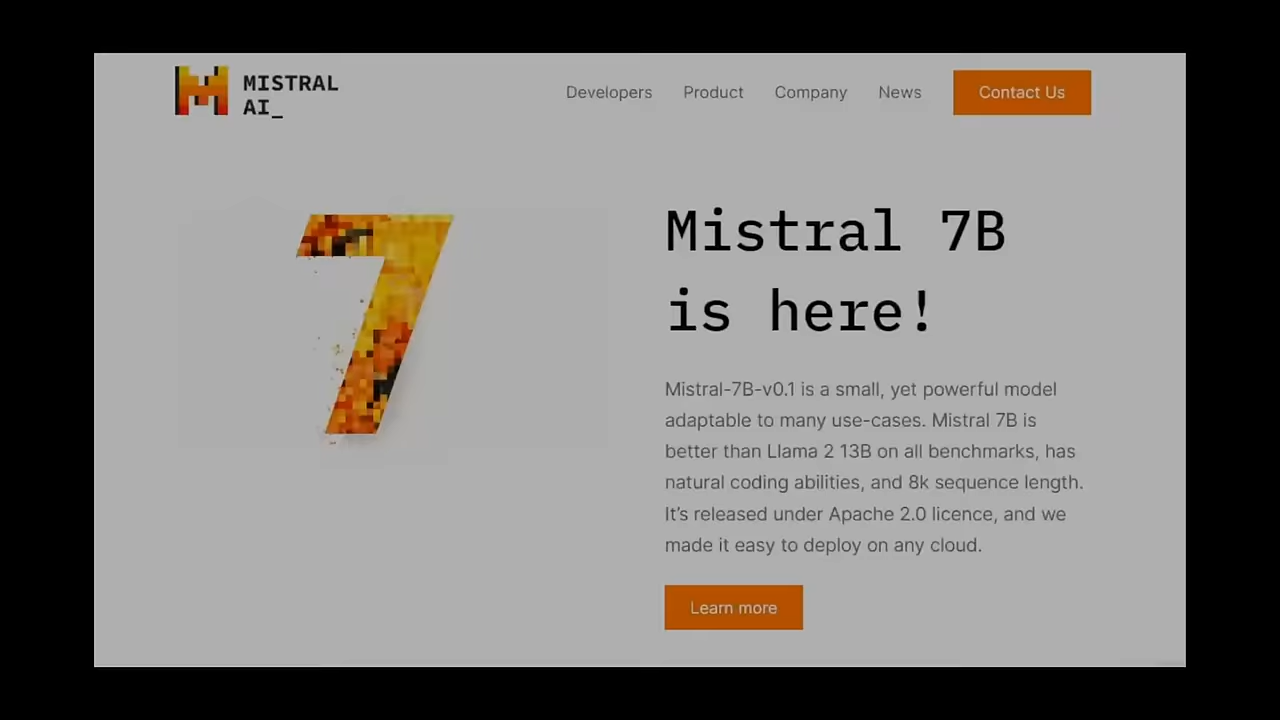 MISTRAL
AI_
Developers Product Company News Contact Us
7
Mistral 7B
is here!
Mistral-7B-v0.1 is a small, yet powerful model
adaptable to many use-cases. Mistral 7B is
better than Llama 2 13B on all benchmarks, has
natural coding abilities, and 8k sequence length.
It’s released under Apache 2.0 licence, and we
made it easy to deploy on any cloud.
Learn more